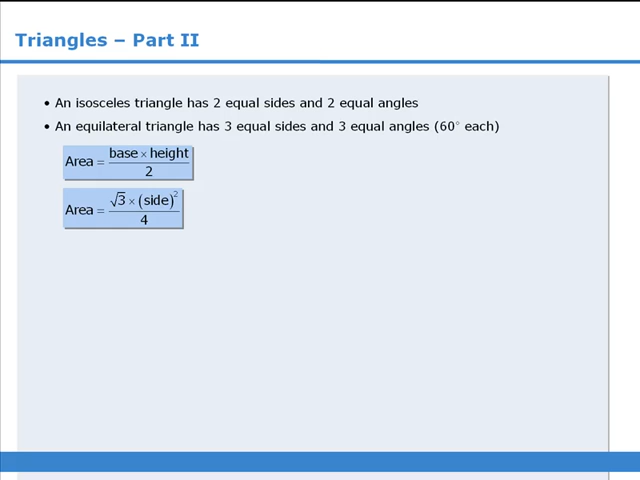 Triangles – Part II
• An isosceles triangle has 2 equal sides and 2 equal angles
• An equilateral triangle has 3 equal sides and 3 equal angles (60° each)
Area = base × height / 2
Area = √3 × (side)² / 4